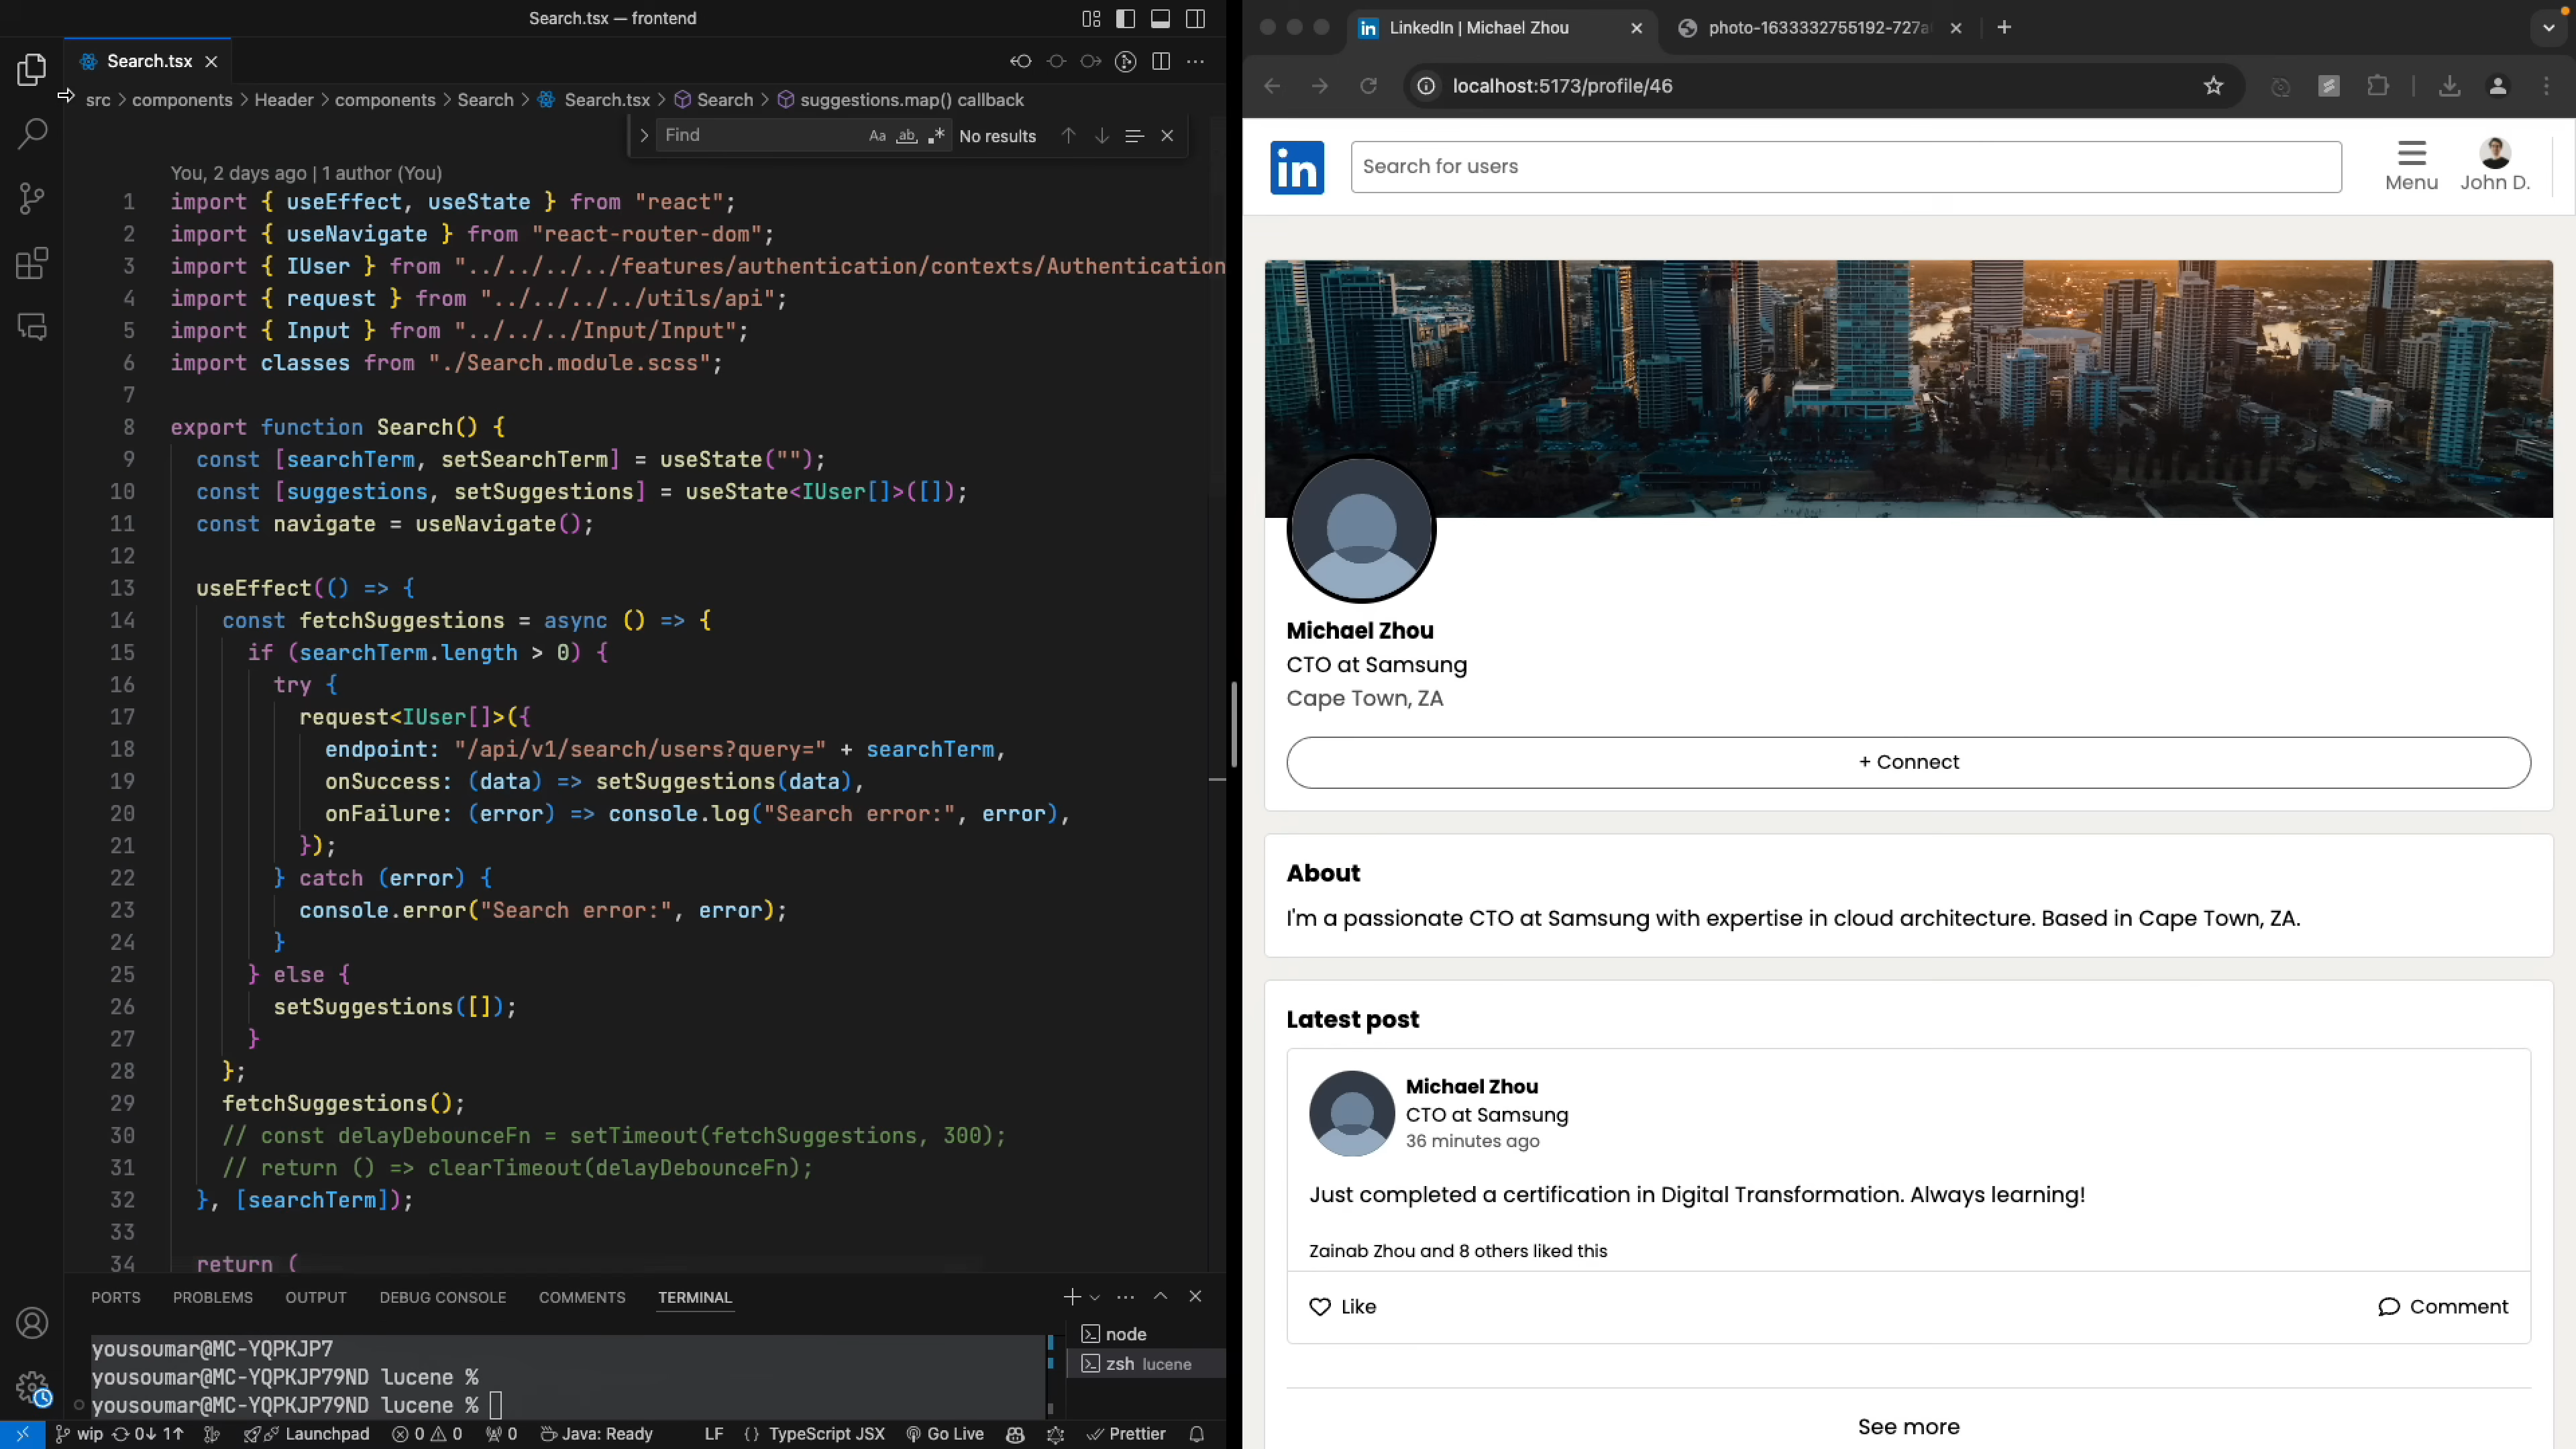 Search.tsx — frontend
Search.tsx
src > components > Header > components > Search > Search.tsx > Search > suggestions.map() callback
Find
Aa
ab
.*
No results
You, 2 days ago | 1 author (You)
1 import { useEffect, useState } from "react";
2 import { useNavigate } from "react-router-dom";
3 import { IUser } from "../../../../features/authentication/contexts/Authentication
4 import { request } from "../../../../utils/api";
5 import { Input } from "../../../Input/Input";
6 import classes from "./Search.module.scss";
7
8 export function Search() {
9 const [searchTerm, setSearchTerm] = useState("");
10 const [suggestions, setSuggestions] = useState<IUser[]>([]);
11 const navigate = useNavigate();
12
13 useEffect(() => {
14 const fetchSuggestions = async () => {
15 if (searchTerm.length > 0) {
16 try {
17 request<IUser[]>({
18 endpoint: "/api/v1/search/users?query=" + searchTerm,
19 onSuccess: (data) => setSuggestions(data),
20 onFailure: (error) => console.log("Search error:", error),
21 });
22 } catch (error) {
23 console.error("Search error:", error);
24 }
25 } else {
26 setSuggestions([]);
27 }
28 };
29 fetchSuggestions();
30 // const delayDebounceFn = setTimeout(fetchSuggestions, 300);
31 // return () => clearTimeout(delayDebounceFn);
32 }, [searchTerm]);
33
34 return (
PORTS PROBLEMS OUTPUT DEBUG CONSOLE COMMENTS TERMINAL
yousoumar@MC-YQPKJP7
yousoumar@MC-YQPKJP79ND lucene %
yousoumar@MC-YQPKJP79ND lucene %
node
zsh lucene
wip 0↓ 1↑ Launchpad 0 0 0 Java: Ready LF {} TypeScript JSX Go Live Prettier
LinkedIn | Michael Zhou
photo-1633332755192-727a
localhost:5173/profile/46
in
Search for users
Menu
John D.
Michael Zhou
CTO at Samsung
Cape Town, ZA
+ Connect
About
I'm a passionate CTO at Samsung with expertise in cloud architecture. Based in Cape Town, ZA.
Latest post
Michael Zhou
CTO at Samsung
36 minutes ago
Just completed a certification in Digital Transformation. Always learning!
Zainab Zhou and 8 others liked this
Like
Comment
See more